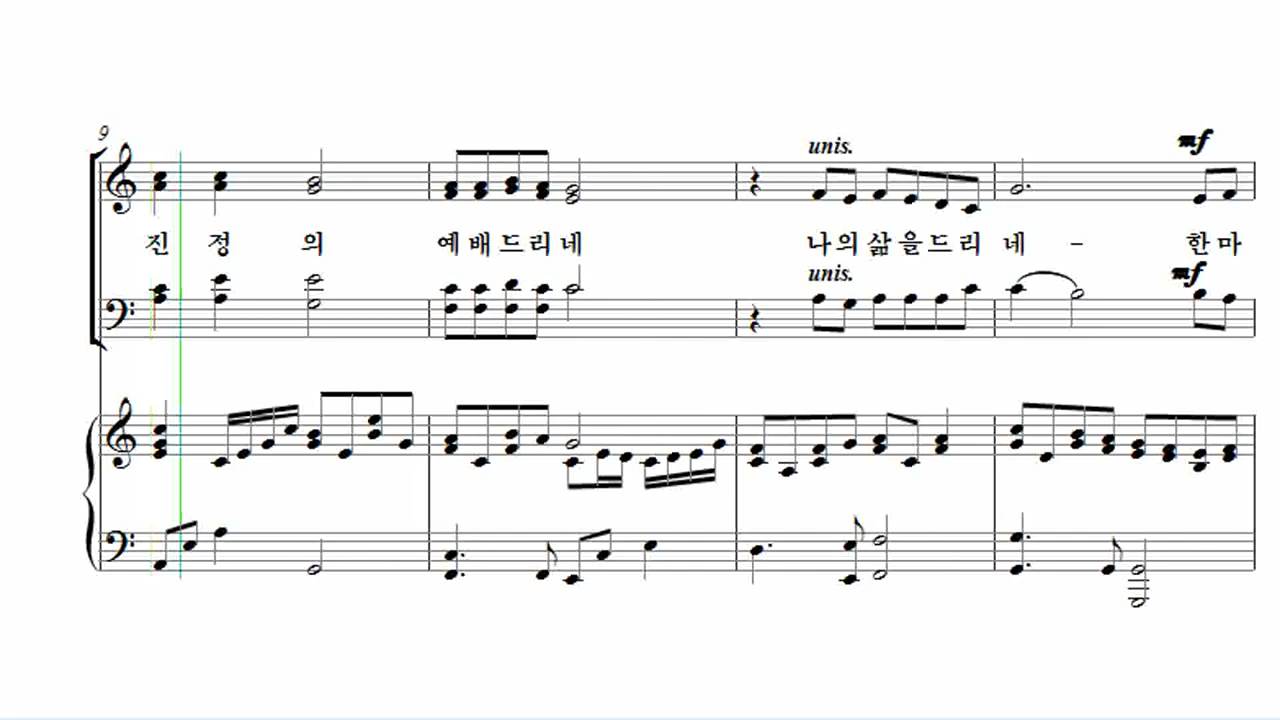 9
unis.
mf
진 정 의 예배드리네 나의 삶을드리 네 - 한마
unis.
mf